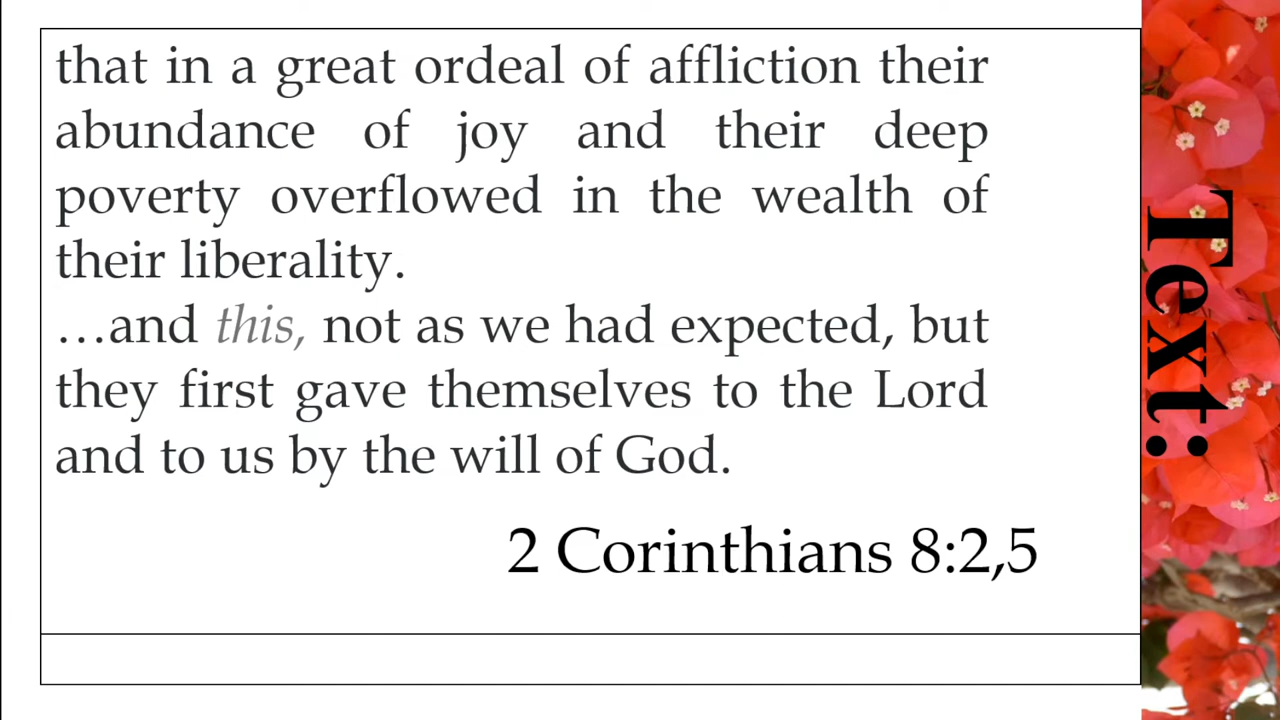 that in a great ordeal of affliction their
abundance of joy and their deep
poverty overflowed in the wealth of
their liberality.
…and this, not as we had expected, but
they first gave themselves to the Lord
and to us by the will of God.
2 Corinthians 8:2,5
Text: